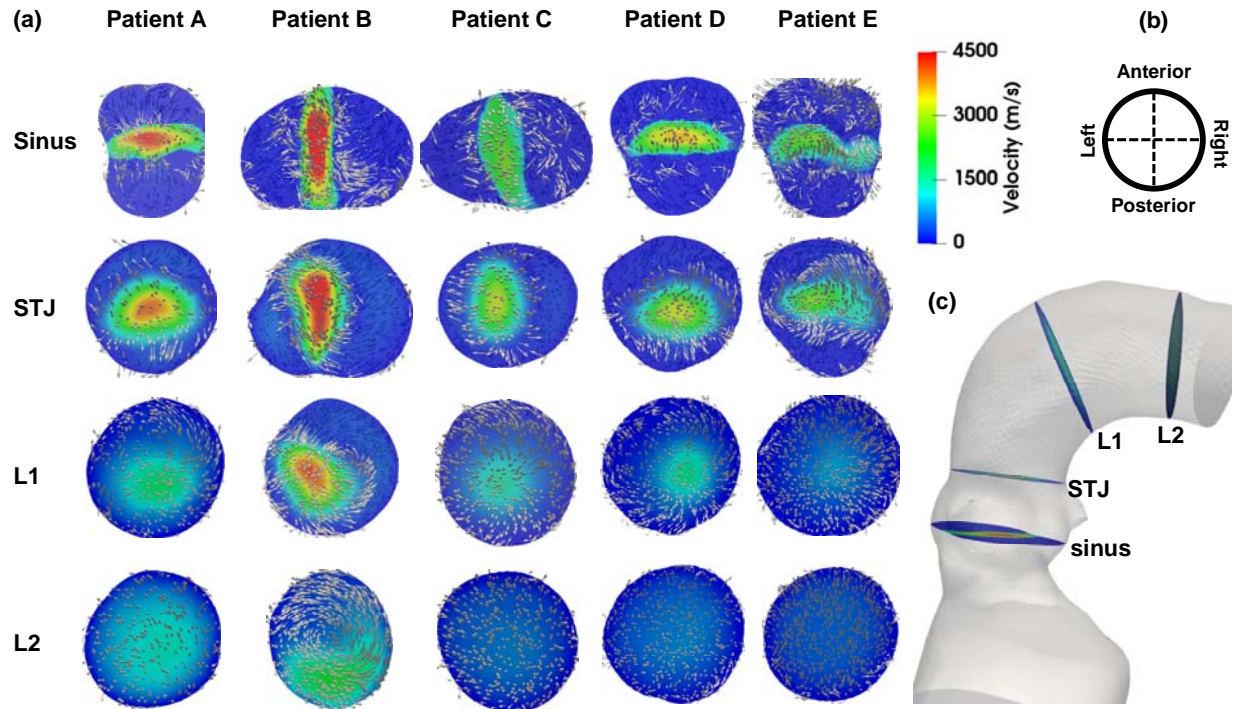 (a) Patient A Patient B Patient C Patient D Patient E
Sinus
STJ
L1
L2
4500
3000
1500
0
Velocity (m/s)
(b)
Anterior
Left
Right
Posterior
(c)
L1
L2
STJ
sinus